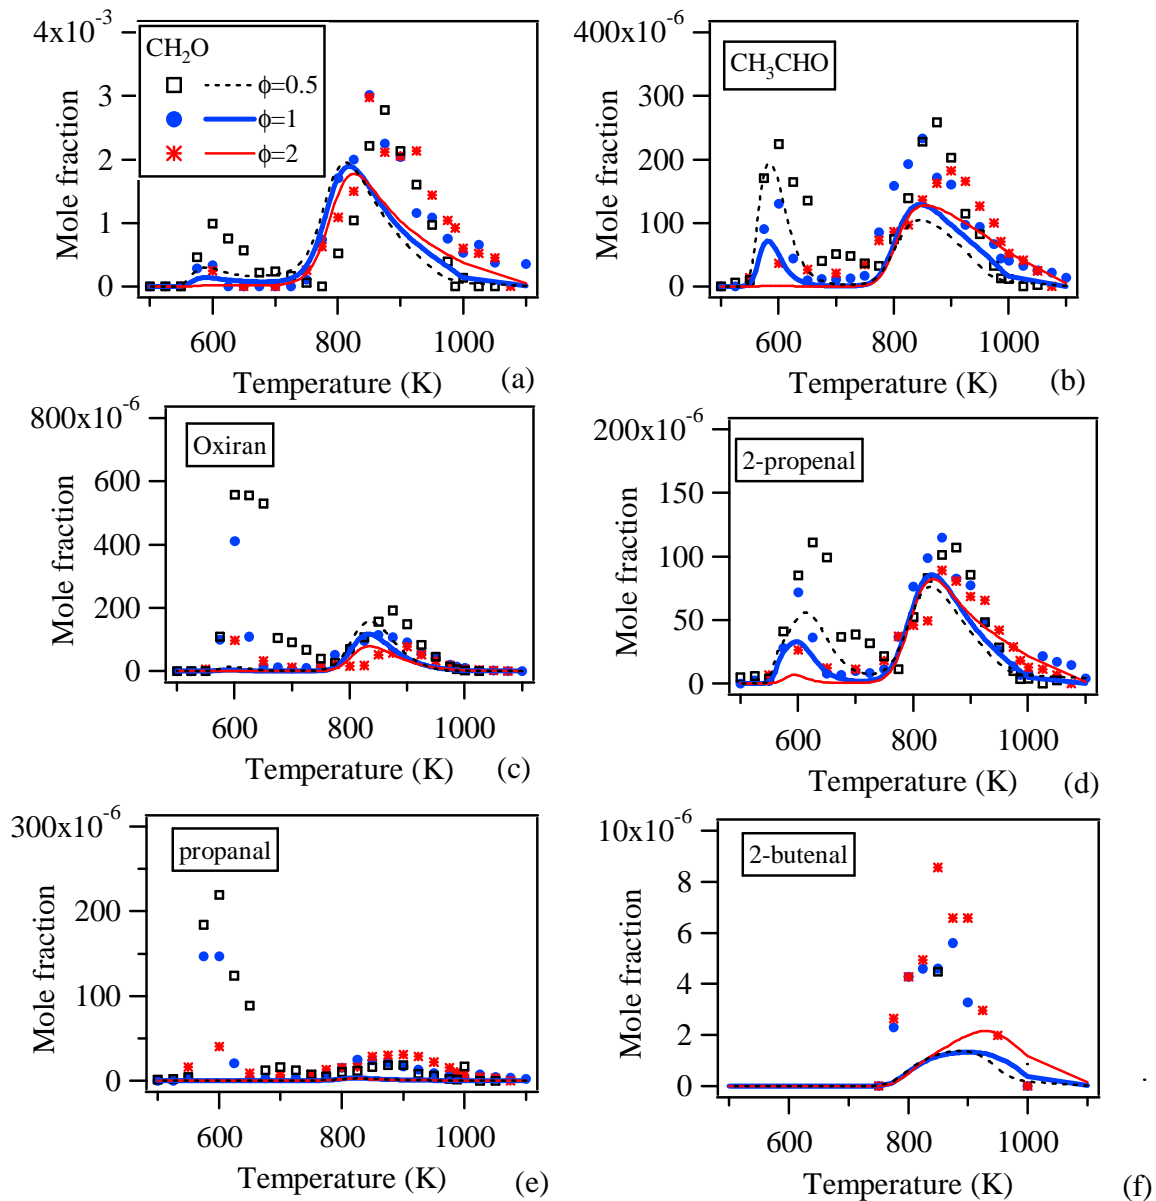 4x10⁻³
3
2
1
0
Mole fraction
CH₂O
ϕ=0.5
ϕ=1
ϕ=2
600 800 1000
Temperature (K)
(a)
400x10⁻⁶
300
200
100
0
Mole fraction
CH₃CHO
600 800 1000
Temperature (K)
(b)
800x10⁻⁶
600
400
200
0
Mole fraction
Oxiran
600 800 1000
Temperature (K)
(c)
200x10⁻⁶
150
100
50
0
Mole fraction
2-propenal
600 800 1000
Temperature (K)
(d)
300x10⁻⁶
200
100
0
Mole fraction
propanal
600 800 1000
Temperature (K)
(e)
10x10⁻⁶
8
6
4
2
0
Mole fraction
2-butenal
600 800 1000
Temperature (K)
(f)